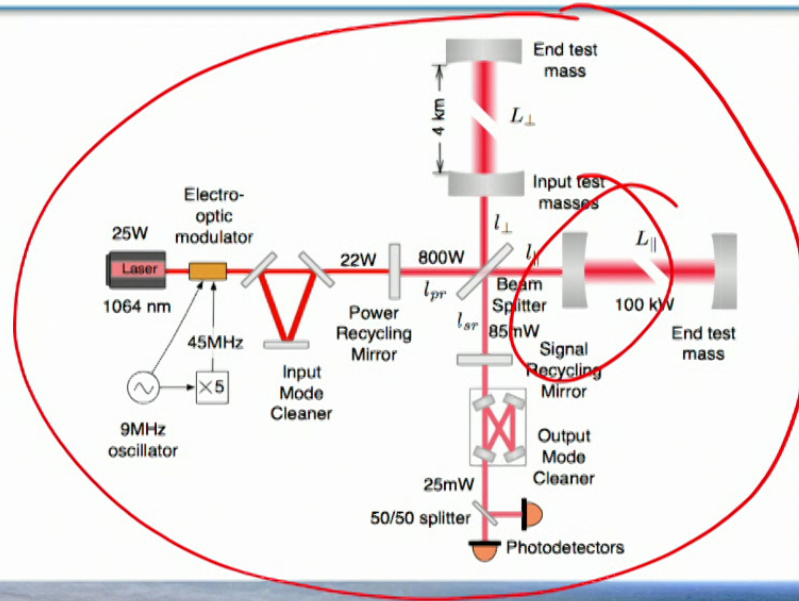 End test
mass
4 km
L⊥
Input test
masses
Electro-
optic
modulator
25W
Laser
1064 nm
22W
800W
l⊥
l∥
L∥
l_pr
Beam
Splitter
100 kW
Power
Recycling
Mirror
l_sr
85mW
End test
mass
45MHz
×5
Input
Mode
Cleaner
Signal
Recycling
Mirror
9MHz
oscillator
Output
Mode
Cleaner
25mW
50/50 splitter
Photodetectors